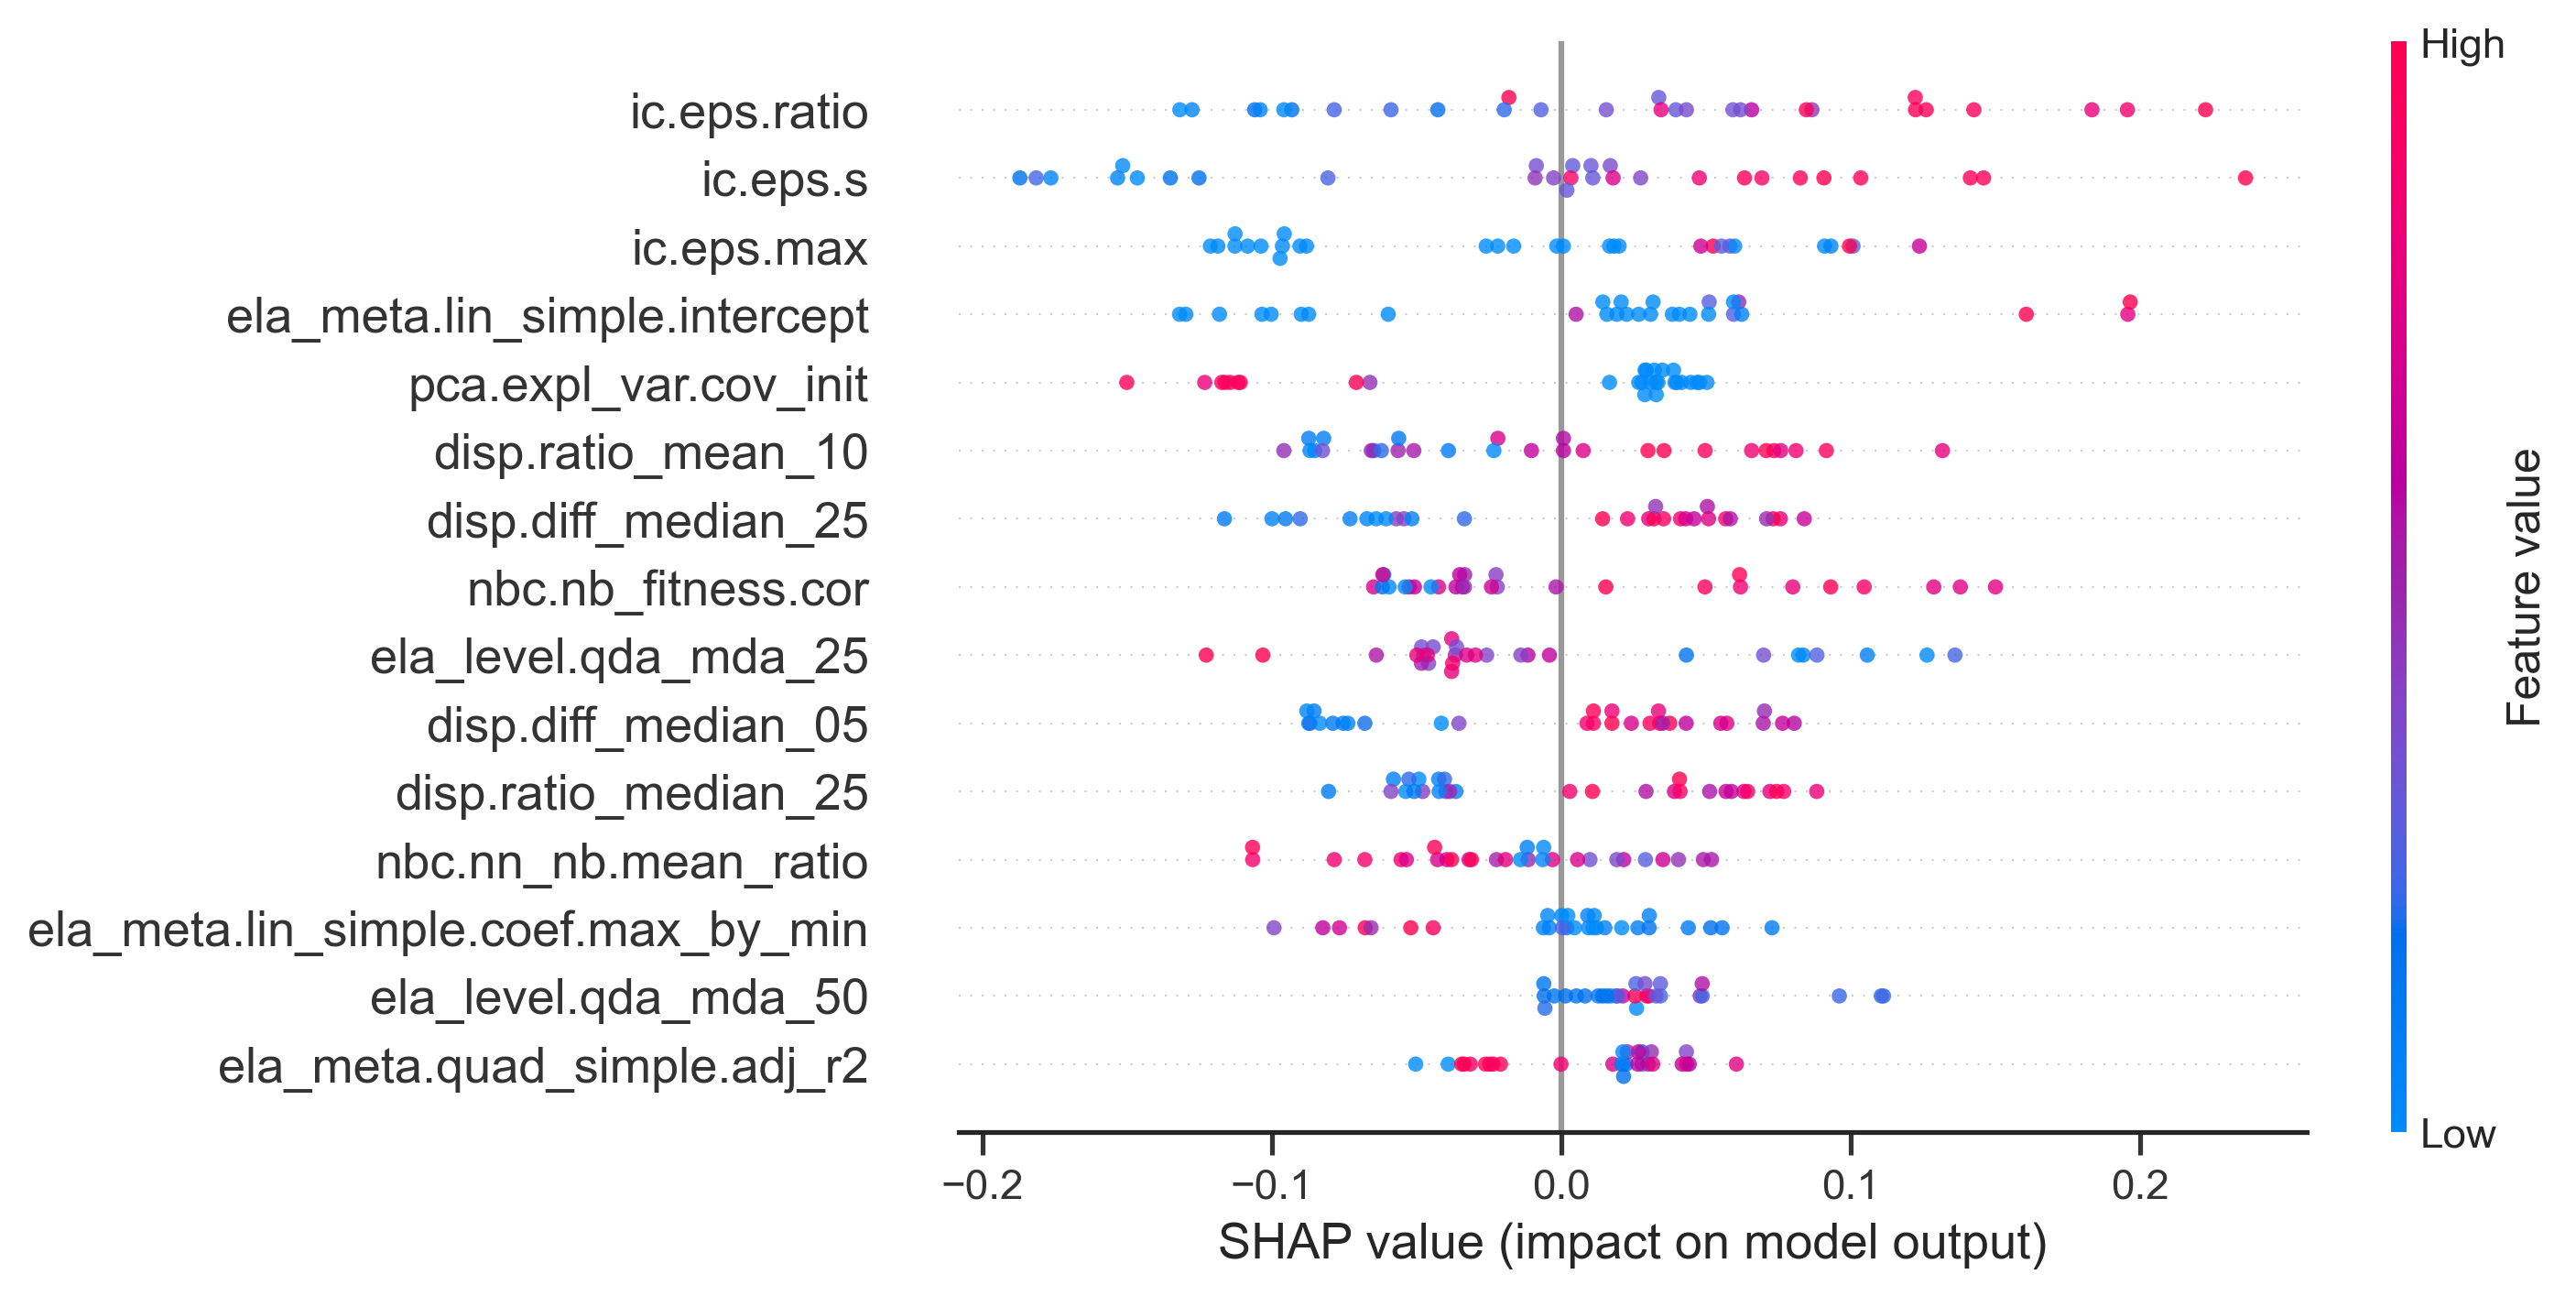 High
ic.eps.ratio
ic.eps.s
ic.eps.max
ela_meta.lin_simple.intercept
pca.expl_var.cov_init
disp.ratio_mean_10
disp.diff_median_25
nbc.nb_fitness.cor
ela_level.qda_mda_25
disp.diff_median_05
disp.ratio_median_25
nbc.nn_nb.mean_ratio
ela_meta.lin_simple.coef.max_by_min
ela_level.qda_mda_50
ela_meta.quad_simple.adj_r2
Feature value
Low
−0.2 −0.1 0.0 0.1 0.2
SHAP value (impact on model output)